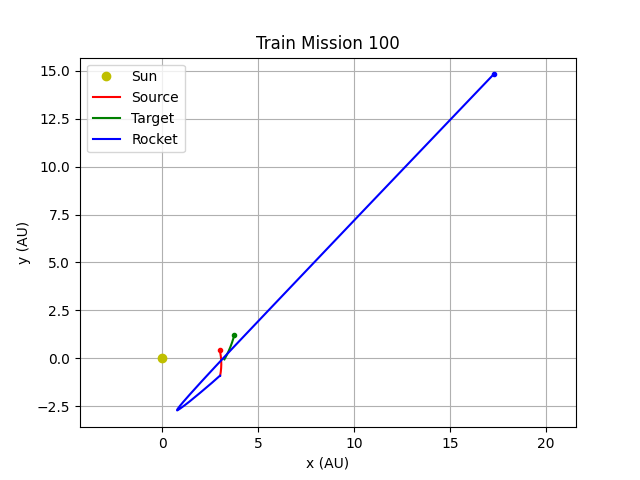 Train Mission 100
Sun
Source
Target
Rocket
15.0
12.5
10.0
7.5
5.0
2.5
0.0
−2.5
y (AU)
0 5 10 15 20
x (AU)